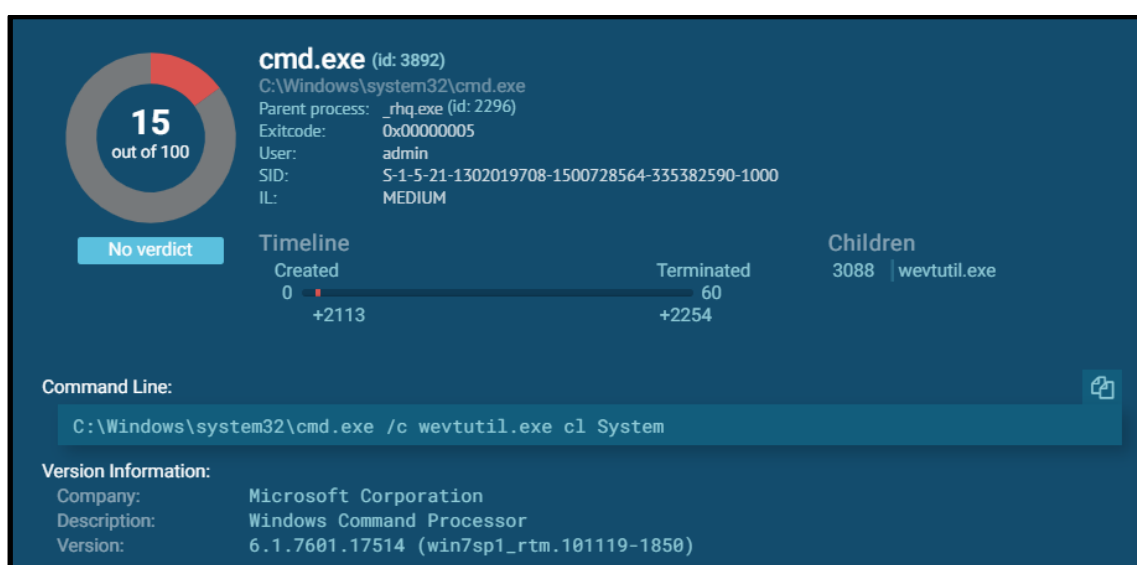 15
out of 100
No verdict
cmd.exe (id: 3892)
C:\Windows\system32\cmd.exe
Parent process: _rhq.exe (id: 2296)
Exitcode: 0x00000005
User: admin
SID: S-1-5-21-1302019708-1500728564-335382590-1000
IL: MEDIUM
Timeline
Created Terminated
0 60
+2113 +2254
Children
3088 wevtutil.exe
Command Line:
C:\Windows\system32\cmd.exe /c wevtutil.exe cl System
Version Information:
Company: Microsoft Corporation
Description: Windows Command Processor
Version: 6.1.7601.17514 (win7sp1_rtm.101119-1850)